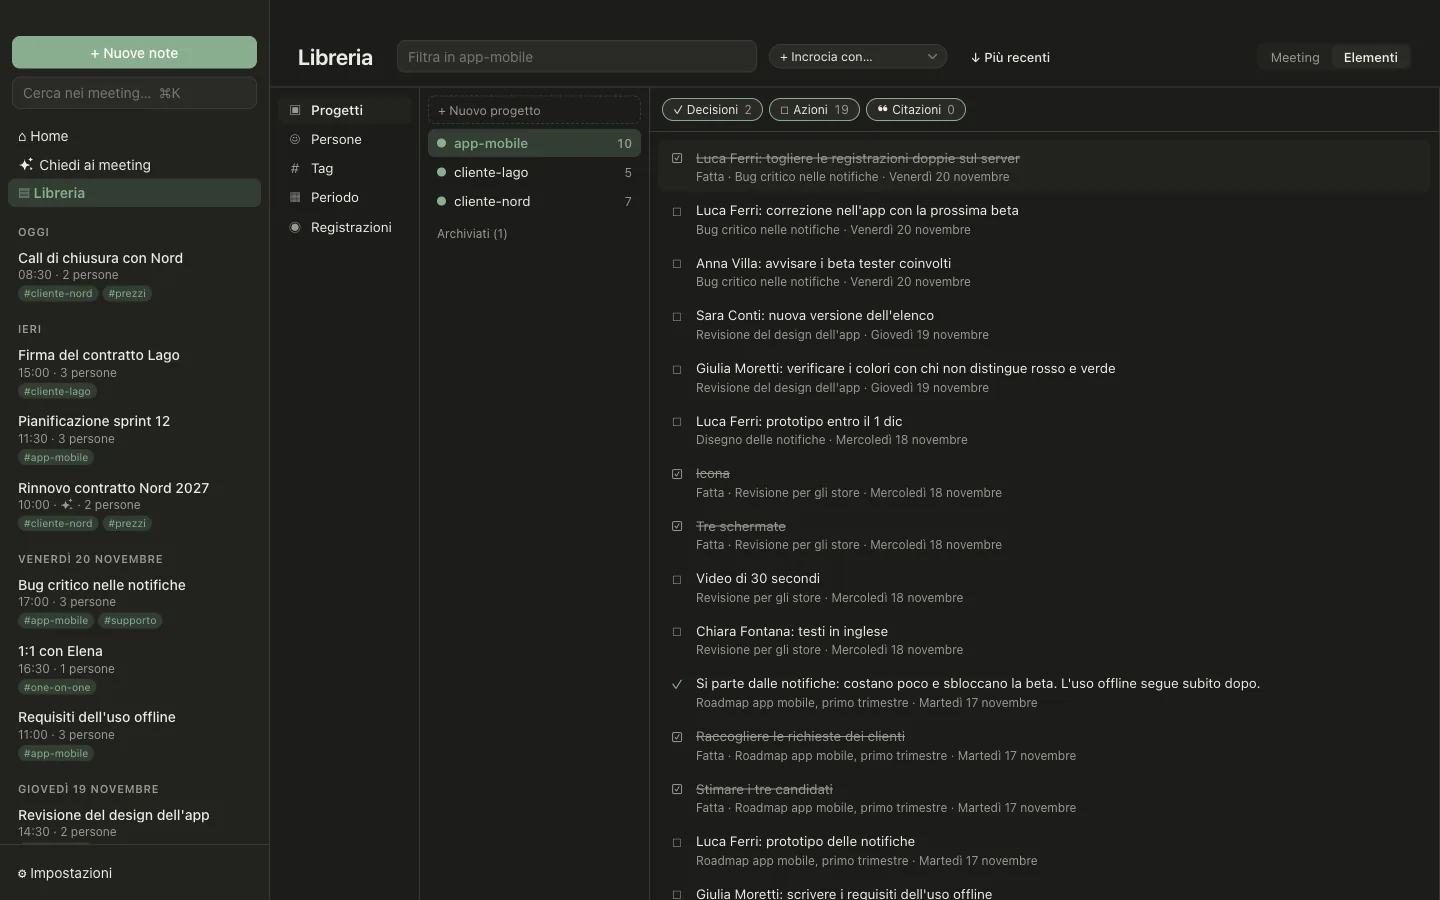 + Nuove note
Cerca nei meeting... ⌘K
Home
Chiedi ai meeting
Libreria
OGGI
Call di chiusura con Nord
08:30 · 2 persone
#cliente-nord #prezzi
IERI
Firma del contratto Lago
15:00 · 3 persone
#cliente-lago
Pianificazione sprint 12
11:30 · 3 persone
#app-mobile
Rinnovo contratto Nord 2027
10:00 · · 2 persone
#cliente-nord #prezzi
VENERDÌ 20 NOVEMBRE
Bug critico nelle notifiche
17:00 · 3 persone
#app-mobile #supporto
1:1 con Elena
16:30 · 1 persona
#one-on-one
Requisiti dell'uso offline
11:00 · 3 persone
#app-mobile
GIOVEDÌ 19 NOVEMBRE
Revisione del design dell'app
14:30 · 2 persone
Impostazioni
Libreria
Filtra in app-mobile
+ Incrocia con...
↓ Più recenti
Meeting
Elementi
Progetti
Persone
# Tag
Periodo
Registrazioni
+ Nuovo progetto
app-mobile 10
cliente-lago 5
cliente-nord 7
Archiviati (1)
✓ Decisioni 2
□ Azioni 19
❝ Citazioni 0
Luca Ferri: togliere le registrazioni doppie sul server
Fatta · Bug critico nelle notifiche · Venerdì 20 novembre
Luca Ferri: correzione nell'app con la prossima beta
Bug critico nelle notifiche · Venerdì 20 novembre
Anna Villa: avvisare i beta tester coinvolti
Bug critico nelle notifiche · Venerdì 20 novembre
Sara Conti: nuova versione dell'elenco
Revisione del design dell'app · Giovedì 19 novembre
Giulia Moretti: verificare i colori con chi non distingue rosso e verde
Revisione del design dell'app · Giovedì 19 novembre
Luca Ferri: prototipo entro il 1 dic
Disegno delle notifiche · Mercoledì 18 novembre
Icona
Fatta · Revisione per gli store · Mercoledì 18 novembre
Tre schermate
Fatta · Revisione per gli store · Mercoledì 18 novembre
Video di 30 secondi
Revisione per gli store · Mercoledì 18 novembre
Chiara Fontana: testi in inglese
Revisione per gli store · Mercoledì 18 novembre
Si parte dalle notifiche: costano poco e sbloccano la beta. L'uso offline segue subito dopo.
Roadmap app mobile, primo trimestre · Martedì 17 novembre
Raccogliere le richieste dei clienti
Fatta · Roadmap app mobile, primo trimestre · Martedì 17 novembre
Stimare i tre candidati
Fatta · Roadmap app mobile, primo trimestre · Martedì 17 novembre
Luca Ferri: prototipo delle notifiche
Roadmap app mobile, primo trimestre · Martedì 17 novembre
Giulia Moretti: scrivere i requisiti dell'uso offline